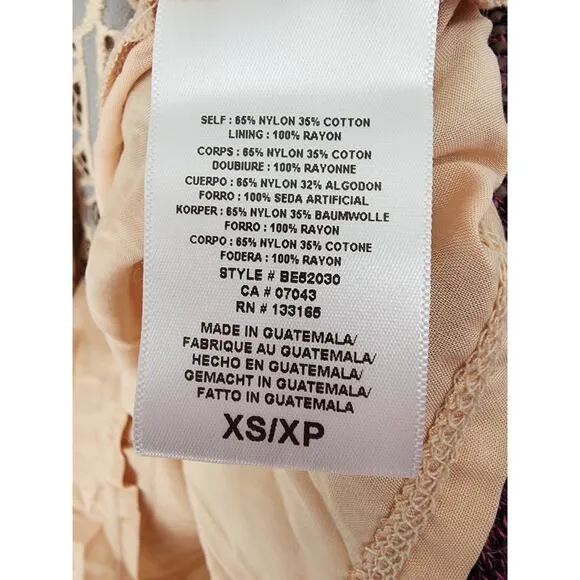 SELF : 65% NYLON 35% COTTON
LINING : 100% RAYON
CORPS : 65% NYLON 35% COTON
DOUBIURE : 100% RAYONNE
CUERPO : 65% NYLON 32% ALGODON
FORRO : 100% SEDA ARTIFICIAL
KORPER : 65% NYLON 35% BAUMWOLLE
FORRO : 100% RAYON
CORPO : 65% NYLON 35% COTONE
FODERA : 100% RAYON
STYLE # BE52030
CA # 07043
RN # 133165
MADE IN GUATEMALA/
FABRIQUE AU GUATEMALA/
HECHO EN GUATEMALA/
GEMACHT IN GUATEMALA/
FATTO IN GUATEMALA
XS/XP